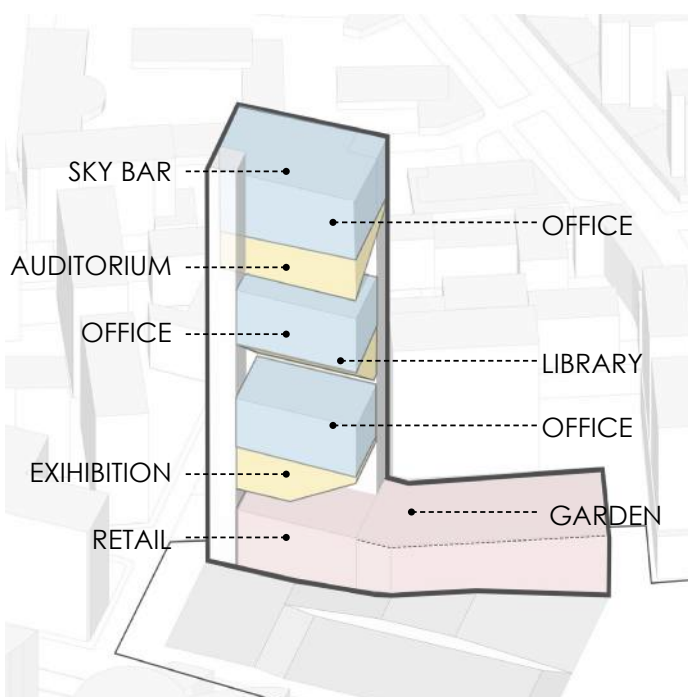 SKY BAR
OFFICE
AUDITORIUM
OFFICE
LIBRARY
OFFICE
EXIHIBITION
GARDEN
RETAIL